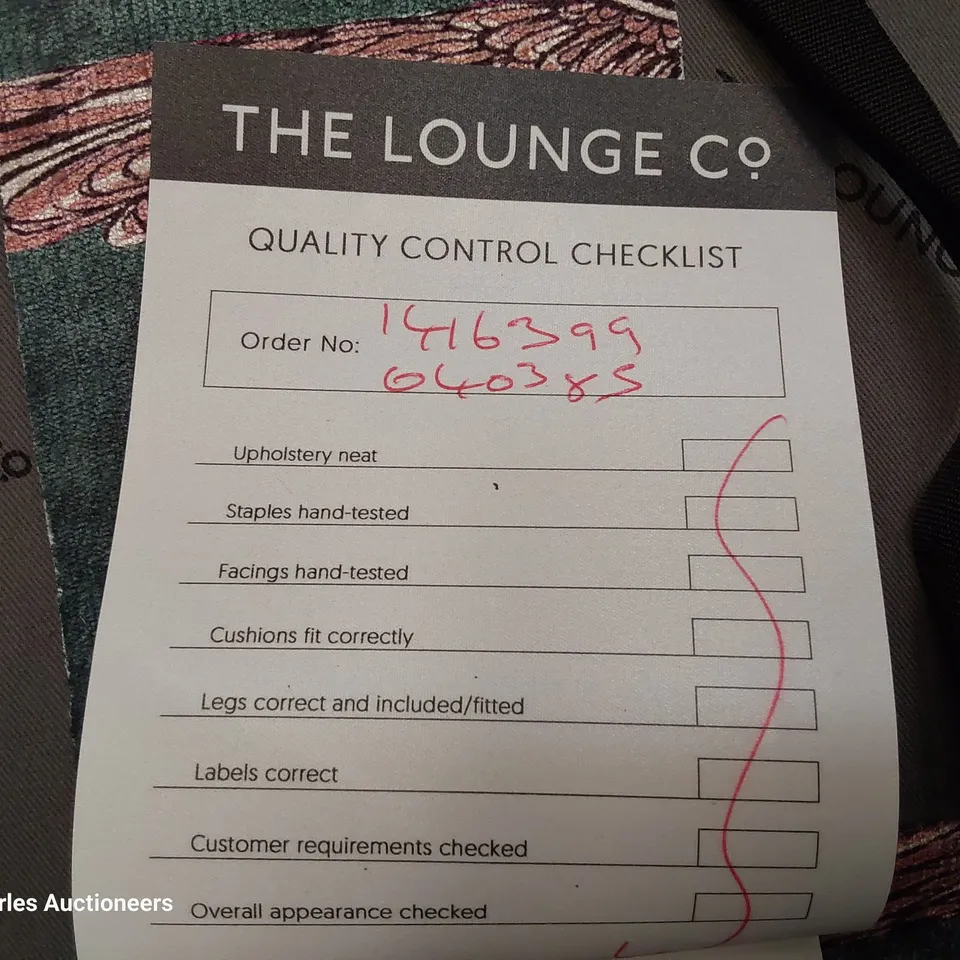 THE LOUNGE Co
QUALITY CONTROL CHECKLIST
Order No: 1416399
640385
Upholstery neat
Staples hand-tested
Facings hand-tested
Cushions fit correctly
Legs correct and included/fitted
Labels correct
Customer requirements checked
Overall appearance checked
rles Auctioneers